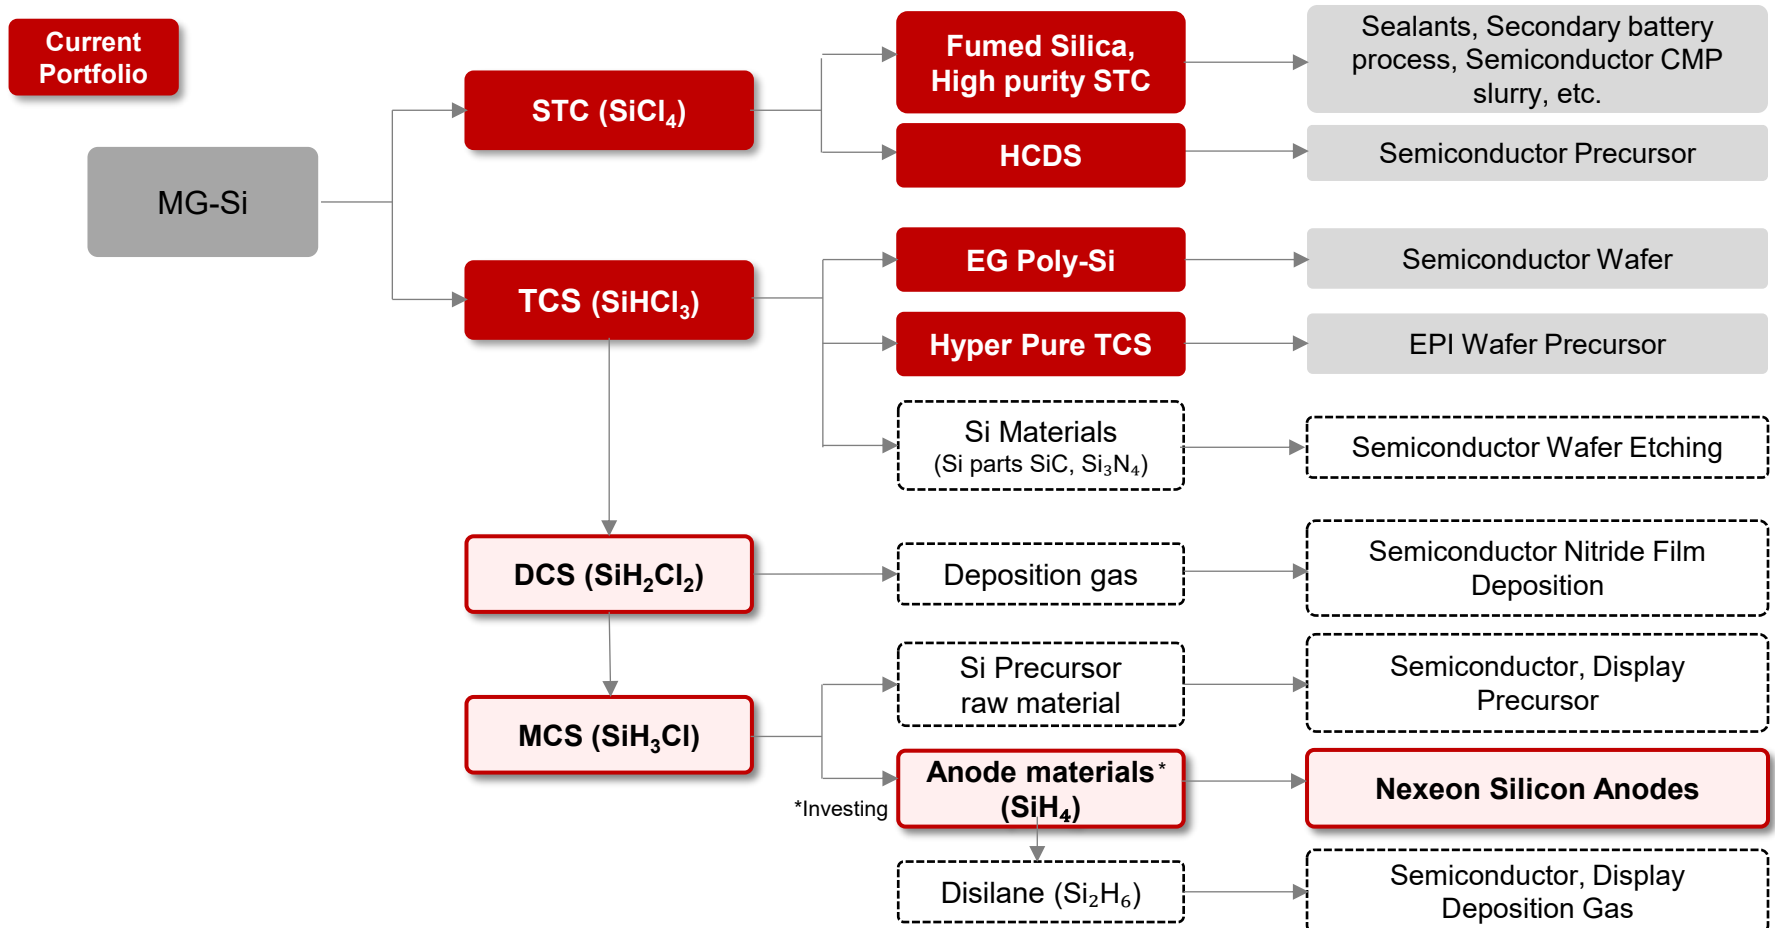 Current
Portfolio
MG-Si
STC (SiCl₄)
TCS (SiHCl₃)
DCS (SiH₂Cl₂)
MCS (SiH₃Cl)
Fumed Silica,
High purity STC
Sealants, Secondary battery
process, Semiconductor CMP
slurry, etc.
HCDS
Semiconductor Precursor
EG Poly-Si
Semiconductor Wafer
Hyper Pure TCS
EPI Wafer Precursor
Si Materials
(Si parts SiC, Si₃N₄)
Semiconductor Wafer Etching
Deposition gas
Semiconductor Nitride Film
Deposition
Si Precursor
raw material
Semiconductor, Display
Precursor
*Investing
Anode materials*
(SiH₄)
Nexeon Silicon Anodes
Disilane (Si₂H₆)
Semiconductor, Display
Deposition Gas